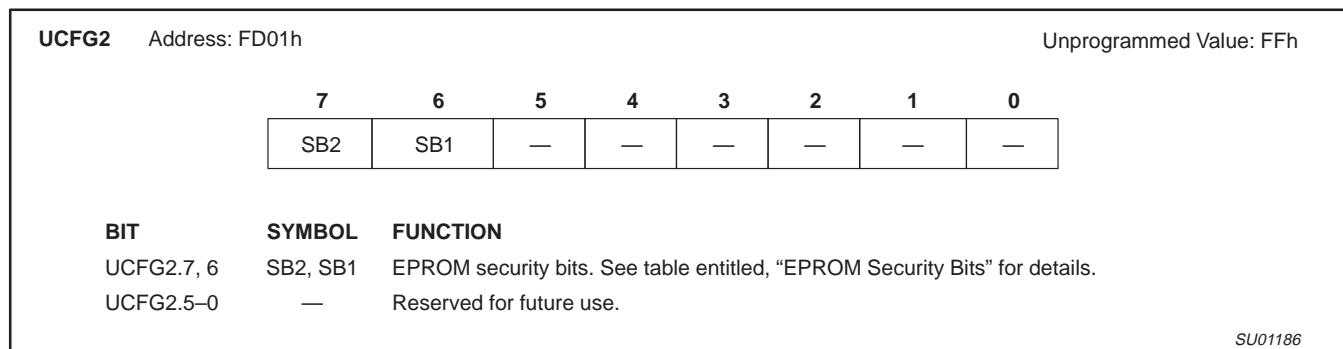 UCFG2 Address: FD01h Unprogrammed Value: FFh
7 6 5 4 3 2 1 0
SB2 SB1 — — — — — —
BIT SYMBOL FUNCTION
UCFG2.7, 6 SB2, SB1 EPROM security bits. See table entitled, “EPROM Security Bits” for details.
UCFG2.5–0 — Reserved for future use.
SU01186